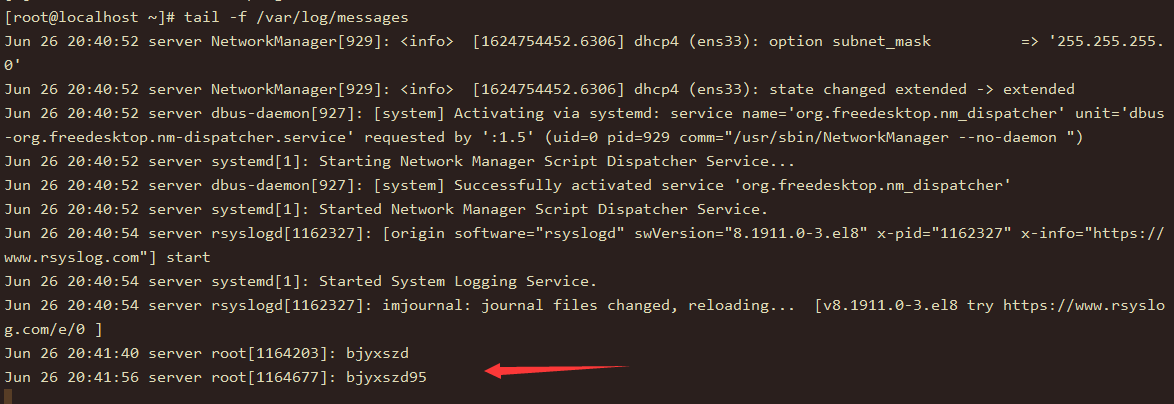 [root@localhost ~]# tail -f /var/log/messages
Jun 26 20:40:52 server NetworkManager[929]: <info>  [1624754452.6306] dhcp4 (ens33): option subnet_mask          => '255.255.255.
0'
Jun 26 20:40:52 server NetworkManager[929]: <info>  [1624754452.6306] dhcp4 (ens33): state changed extended -> extended
Jun 26 20:40:52 server dbus-daemon[927]: [system] Activating via systemd: service name='org.freedesktop.nm_dispatcher' unit='dbus
-org.freedesktop.nm-dispatcher.service' requested by ':1.5' (uid=0 pid=929 comm="/usr/sbin/NetworkManager --no-daemon ")
Jun 26 20:40:52 server systemd[1]: Starting Network Manager Script Dispatcher Service...
Jun 26 20:40:52 server dbus-daemon[927]: [system] Successfully activated service 'org.freedesktop.nm_dispatcher'
Jun 26 20:40:52 server systemd[1]: Started Network Manager Script Dispatcher Service.
Jun 26 20:40:54 server rsyslogd[1162327]: [origin software="rsyslogd" swVersion="8.1911.0-3.el8" x-pid="1162327" x-info="https://
www.rsyslog.com"] start
Jun 26 20:40:54 server systemd[1]: Started System Logging Service.
Jun 26 20:40:54 server rsyslogd[1162327]: imjournal: journal files changed, reloading...  [v8.1911.0-3.el8 try https://www.rsyslo
g.com/e/0 ]
Jun 26 20:41:40 server root[1164203]: bjyxszd
Jun 26 20:41:56 server root[1164677]: bjyxszd95